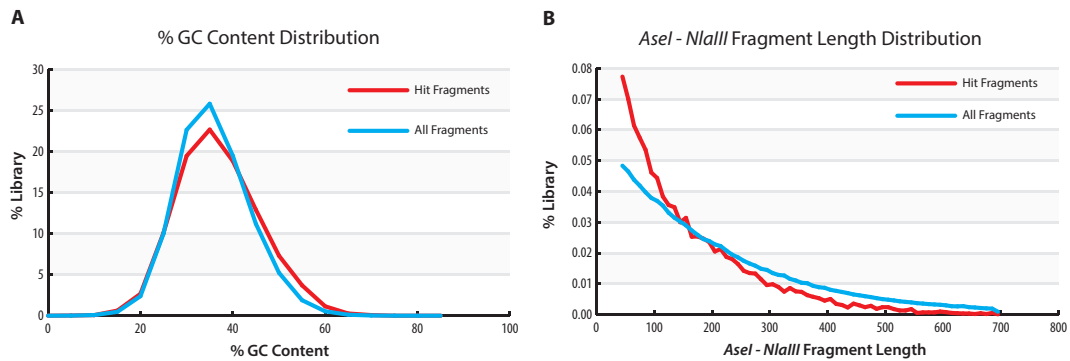 A
% GC Content Distribution
30
25
20
15
10
5
0
% Library
Hit Fragments
All Fragments
0
20
40
60
80
100
% GC Content
B
AseI - NlaIII Fragment Length Distribution
0.08
0.07
0.06
0.05
0.04
0.03
0.02
0.01
0.00
% Library
Hit Fragments
All Fragments
0
100
200
300
400
500
600
700
800
AseI - NlaIII Fragment Length